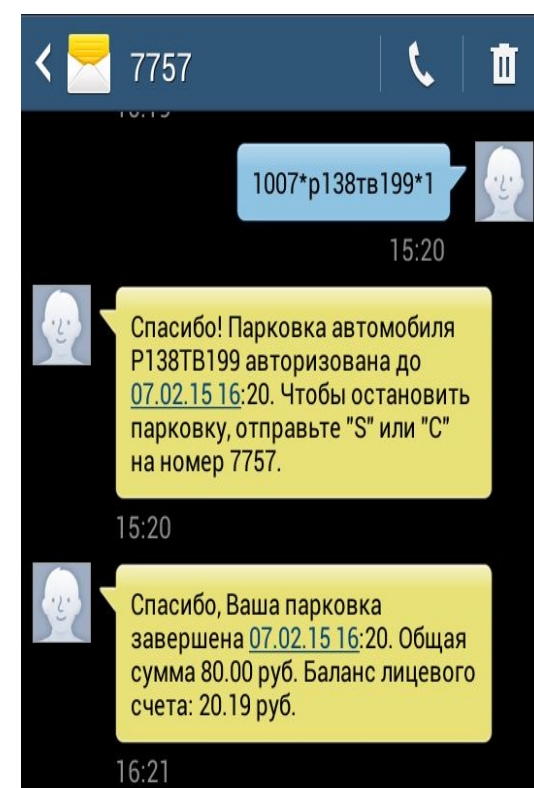 7757
1007*р138тв199*1
15:20
Спасибо! Парковка автомобиля
Р138ТВ199 авторизована до
07.02.15 16:20. Чтобы остановить
парковку, отправьте "S" или "С"
на номер 7757.
15:20
Спасибо, Ваша парковка
завершена 07.02.15 16:20. Общая
сумма 80.00 руб. Баланс лицевого
счета: 20.19 руб.
16:21